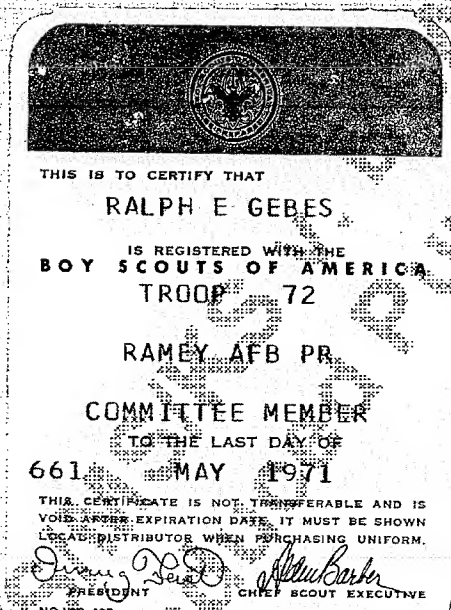 THIS IS TO CERTIFY THAT
RALPH E GEBES
IS REGISTERED WITH THE
BOY SCOUTS OF AMERICA
TROOP 72
RAMEY AFB PR
COMMITTEE MEMBER
TO THE LAST DAY OF
661 MAY 1971
THIS CERTIFICATE IS NOT TRANSFERABLE AND IS
VOID AFTER EXPIRATION DATE. IT MUST BE SHOWN
LOCAL DISTRIBUTOR WHEN PURCHASING UNIFORM.
Alden Barber
PRESIDENT CHIEF SCOUT EXECUTIVE